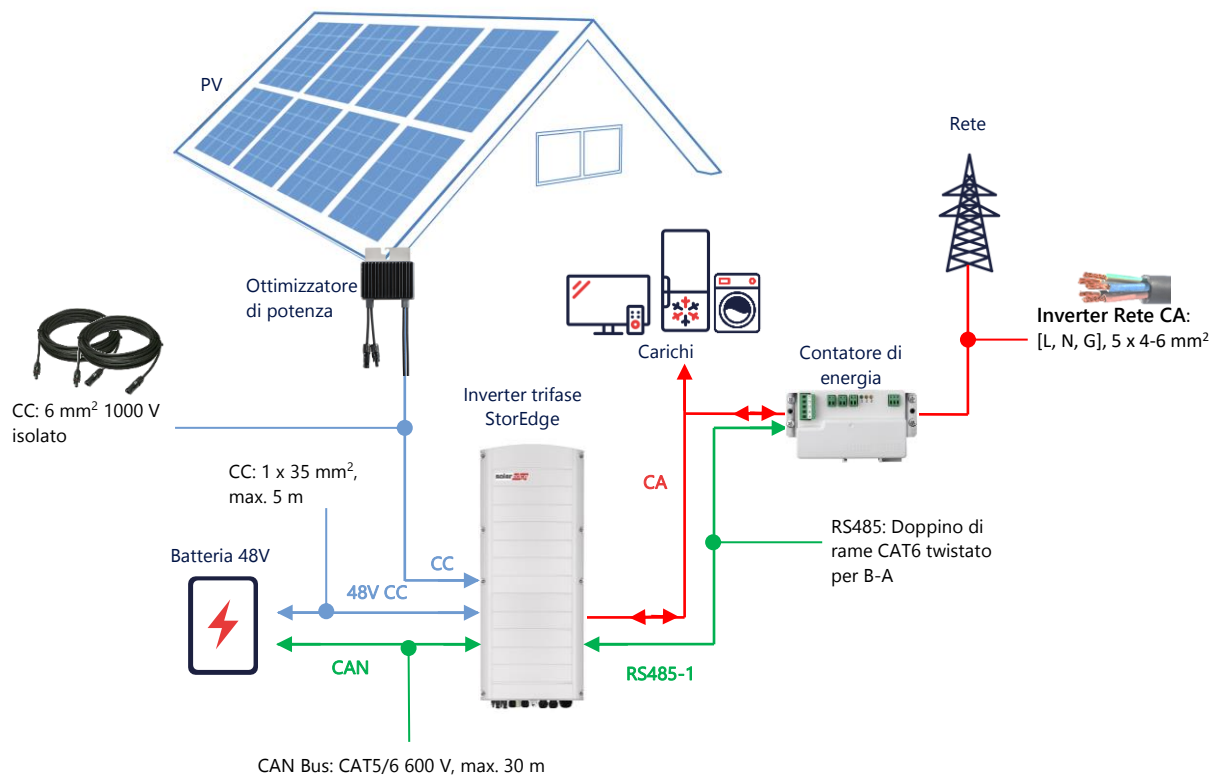 PV
Rete
Ottimizzatore
di potenza
Inverter Rete CA:
[L, N, G], 5 x 4-6 mm²
Carichi
Contatore di
energia
Inverter trifase
StorEdge
CC: 6 mm² 1000 V
isolato
solaredge
CC: 1 x 35 mm²,
max. 5 m
CA
RS485: Doppino di
rame CAT6 twistato
per B-A
Batteria 48V
CC
48V CC
CAN
RS485-1
CAN Bus: CAT5/6 600 V, max. 30 m